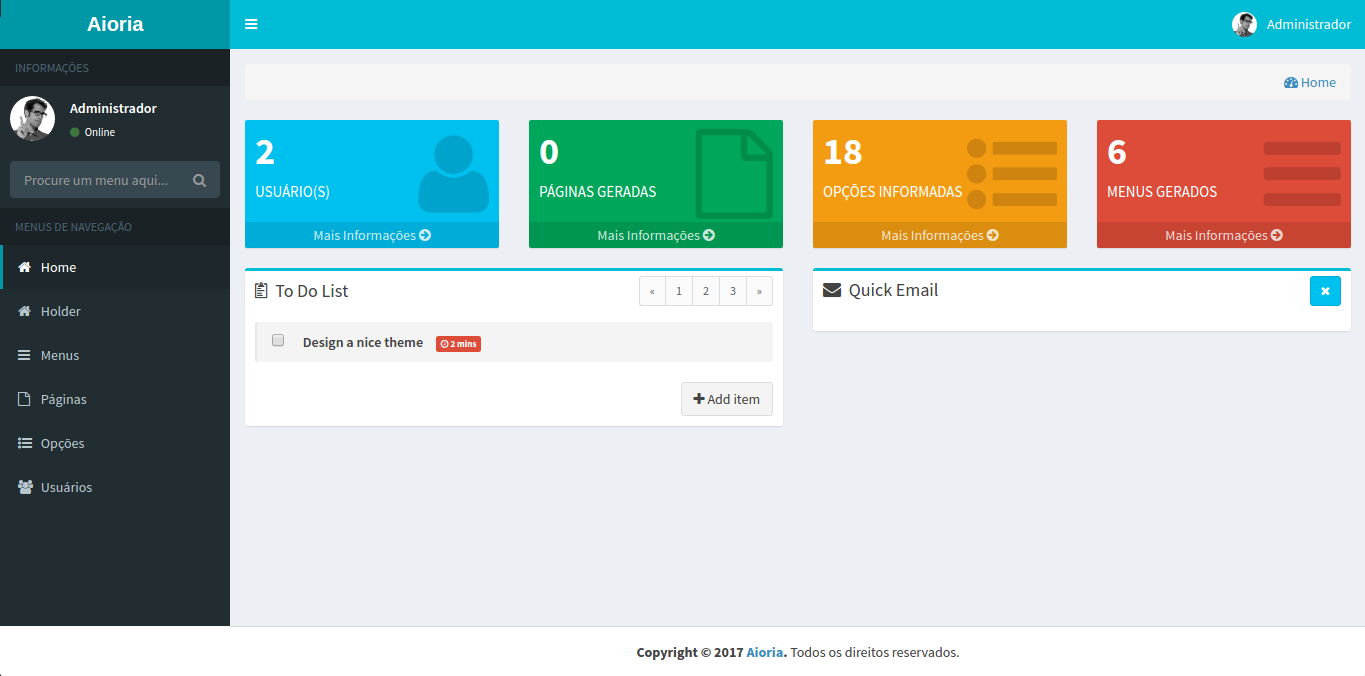 Aioria
Administrador
INFORMAÇÕES
Administrador
Online
Procure um menu aqui...
MENUS DE NAVEGAÇÃO
Home
Holder
Menus
Páginas
Opções
Usuários
Home
2
USUÁRIO(S)
Mais Informações
0
PÁGINAS GERADAS
Mais Informações
18
OPÇÕES INFORMADAS
Mais Informações
6
MENUS GERADOS
Mais Informações
To Do List
« 1 2 3 »
Design a nice theme 2 mins
Add item
Quick Email
Copyright © 2017 Aioria. Todos os direitos reservados.